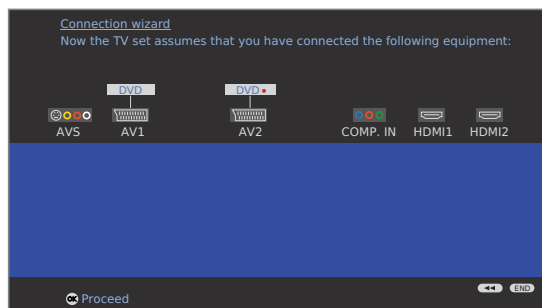 Connection wizard
Now the TV set assumes that you have connected the following equipment:
DVD DVD
AVS AV1 AV2 COMP. IN HDMI1 HDMI2
END
OK Proceed